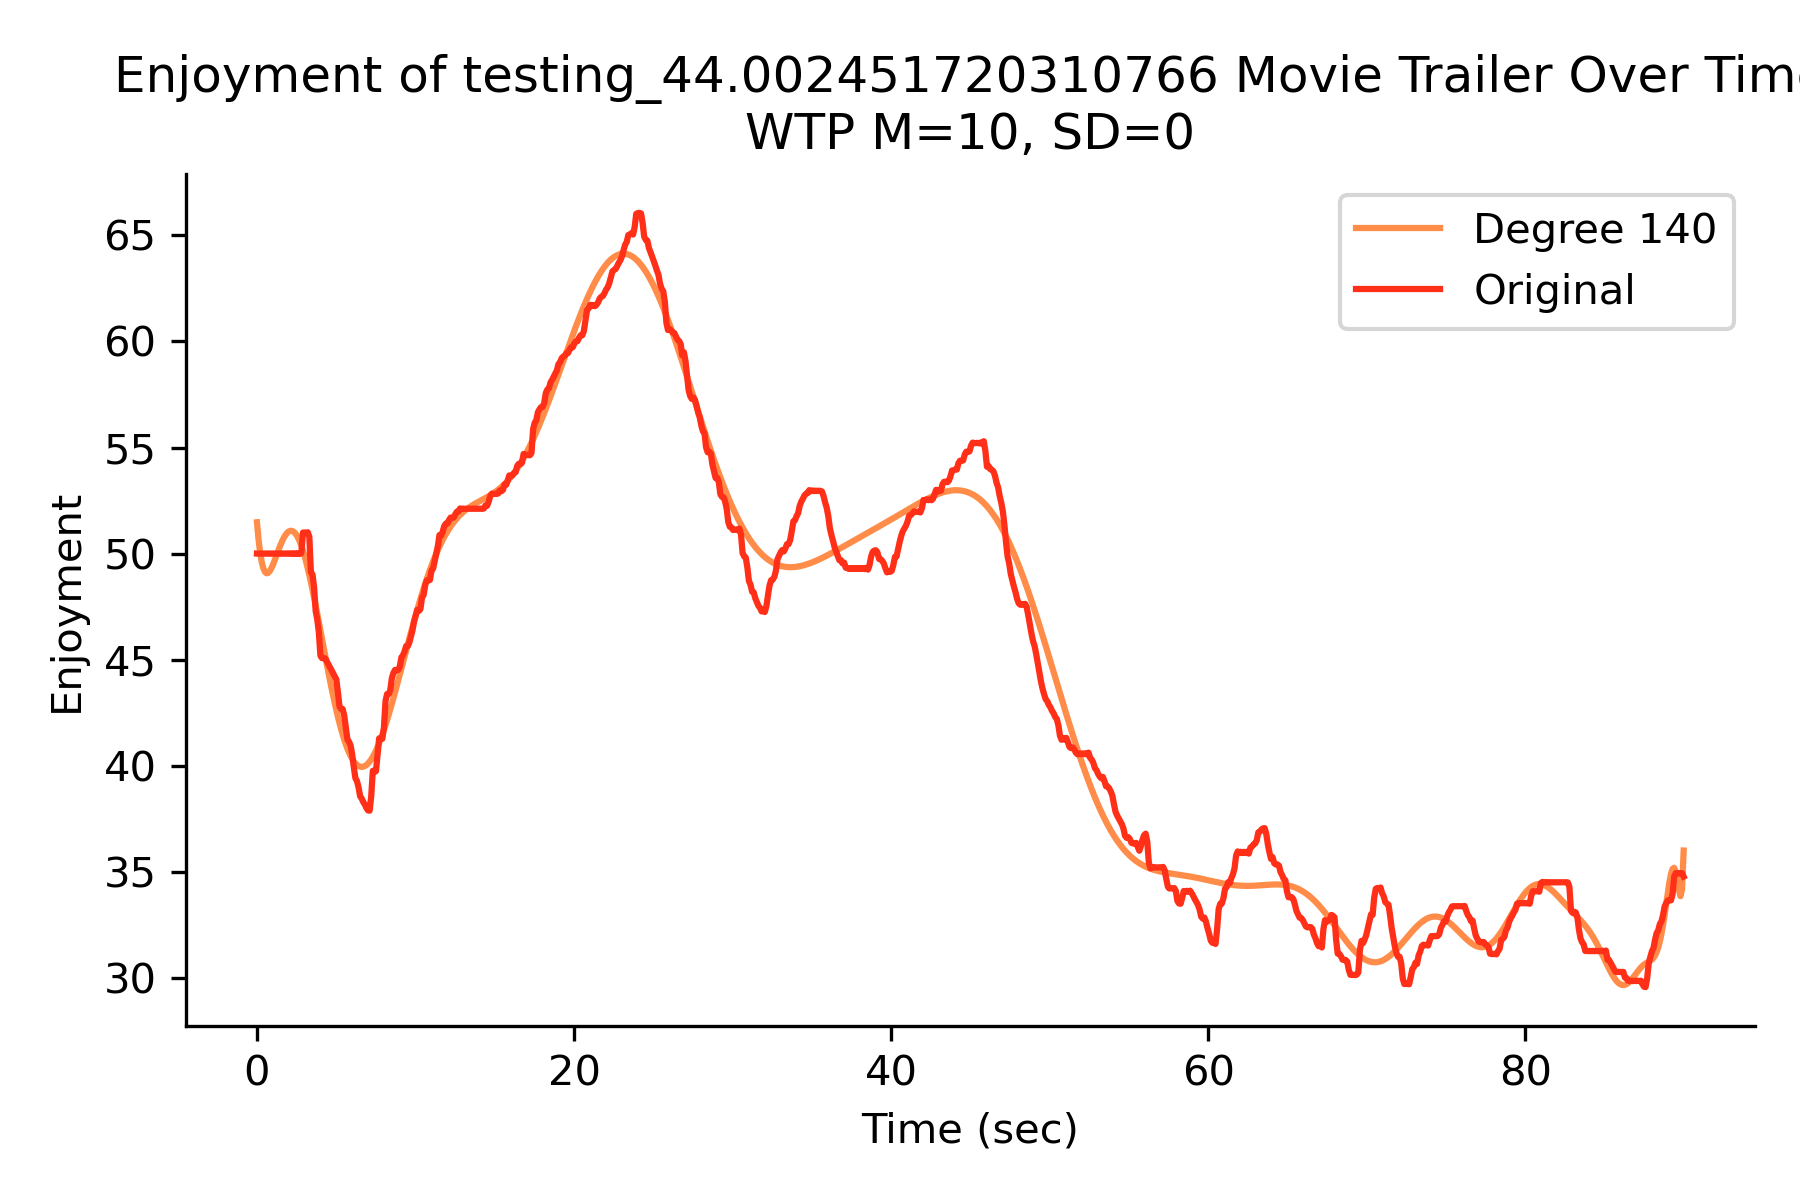 Enjoyment of testing_44.002451720310766 Movie Trailer Over Time
WTP M=10, SD=0
Degree 140
Original
65
60
55
50
45
40
35
30
Enjoyment
0 20 40 60 80
Time (sec)